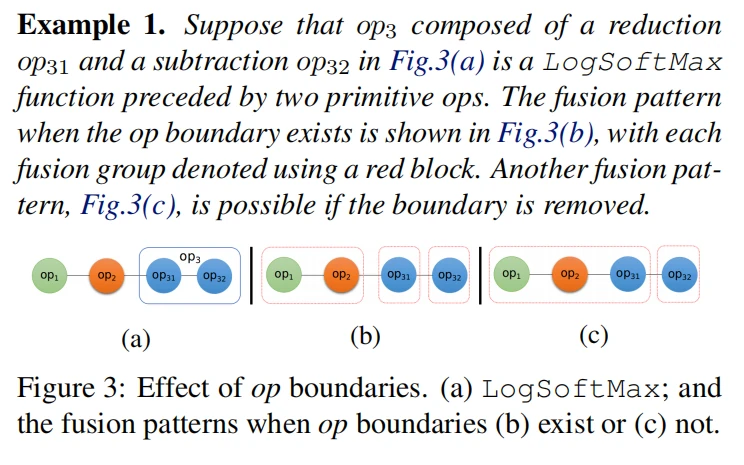 Example 1. Suppose that op3 composed of a reduction
op31 and a subtraction op32 in Fig.3(a) is a LogSoftMax
function preceded by two primitive ops. The fusion pattern
when the op boundary exists is shown in Fig.3(b), with each
fusion group denoted using a red block. Another fusion pat-
tern, Fig.3(c), is possible if the boundary is removed.
op3
op1 op2 op31 op32 op1 op2 op31 op32 op1 op2 op31 op32
(a) (b) (c)
Figure 3: Effect of op boundaries. (a) LogSoftMax; and
the fusion patterns when op boundaries (b) exist or (c) not.